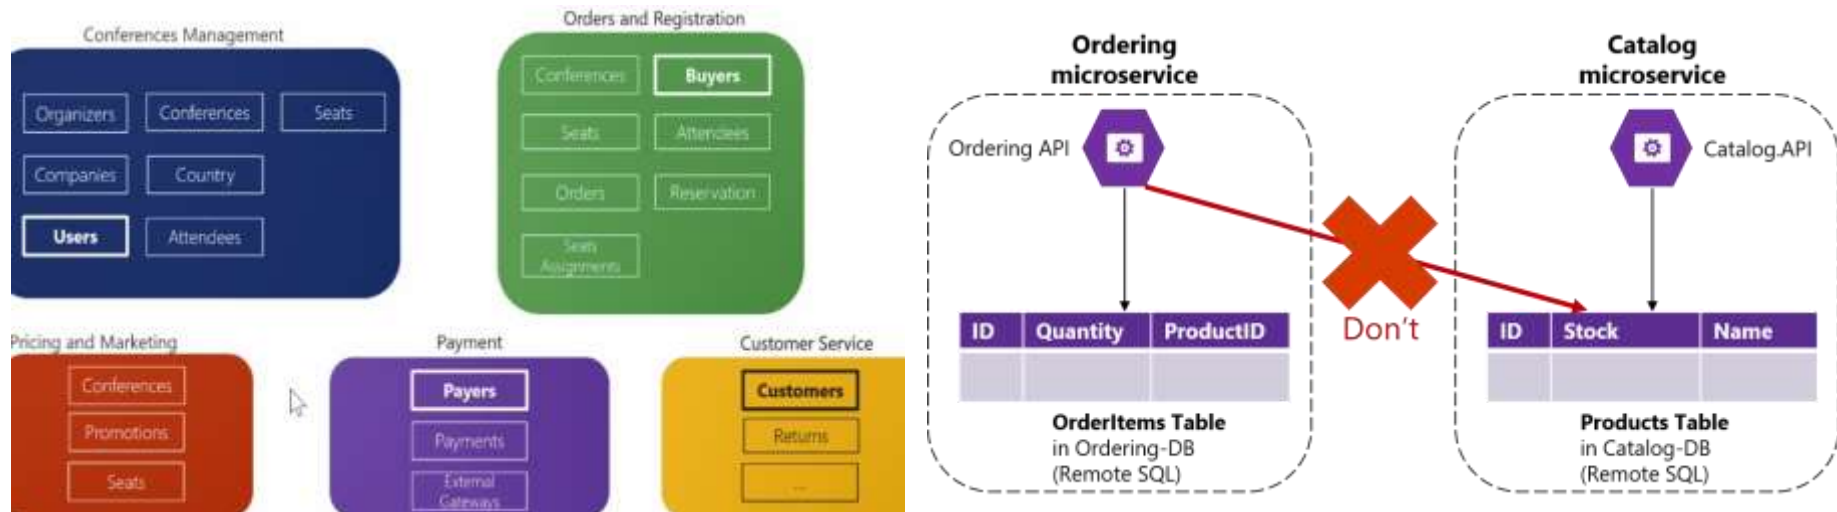 Conferences Management
Organizers
Conferences
Seats
Companies
Country
Users
Attendees
Orders and Registration
Conferences
Buyers
Seats
Attendees
Orders
Reservation
Seats
Assignments
Pricing and Marketing
Conferences
Promotions
Seats
Payment
Payers
Payments
External
Gateways
Customer Service
Customers
Returns
...
Ordering
microservice
Ordering API
ID Quantity ProductID
OrderItems Table
in Ordering-DB
(Remote SQL)
Don't
Catalog
microservice
Catalog.API
ID Stock Name
Products Table
in Catalog-DB
(Remote SQL)